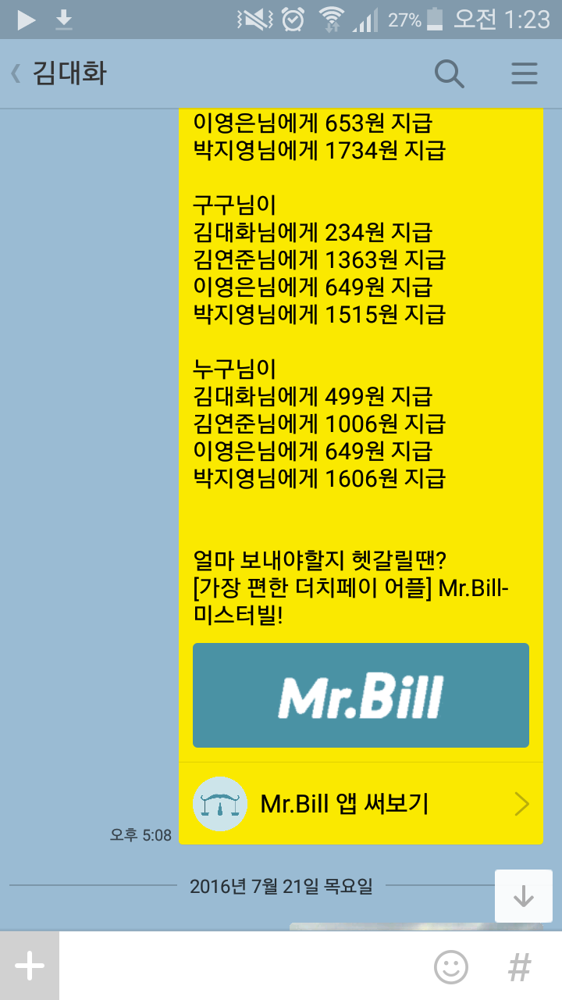 27% 오전 1:23
김대화
이영은님에게 653원 지급
박지영님에게 1734원 지급
구구님이
김대화님에게 234원 지급
김연준님에게 1363원 지급
이영은님에게 649원 지급
박지영님에게 1515원 지급
누구님이
김대화님에게 499원 지급
김연준님에게 1006원 지급
이영은님에게 649원 지급
박지영님에게 1606원 지급
얼마 보내야할지 헷갈릴땐?
[가장 편한 더치페이 어플] Mr.Bill-
미스터빌!
Mr.Bill
Mr.Bill 앱 써보기
오후 5:08
2016년 7월 21일 목요일
#